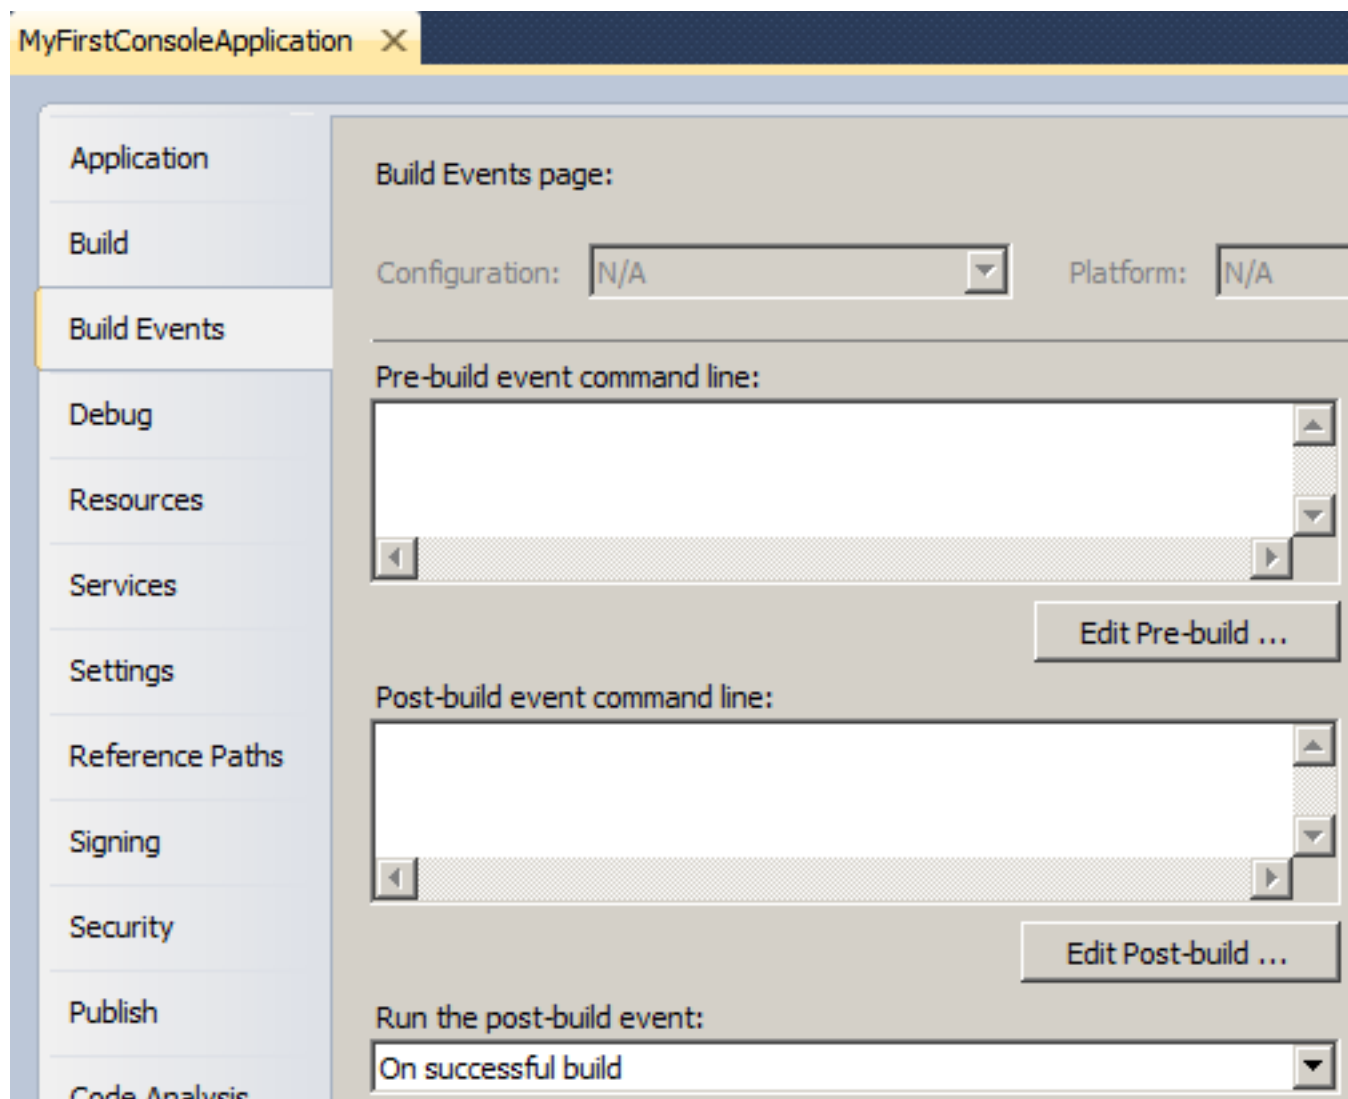 MyFirstConsoleApplication
Application
Build
Build Events
Debug
Resources
Services
Settings
Reference Paths
Signing
Security
Publish
Code Analysis
Build Events page:
Configuration: N/A Platform: N/A
Pre-build event command line:
Edit Pre-build ...
Post-build event command line:
Edit Post-build ...
Run the post-build event:
On successful build